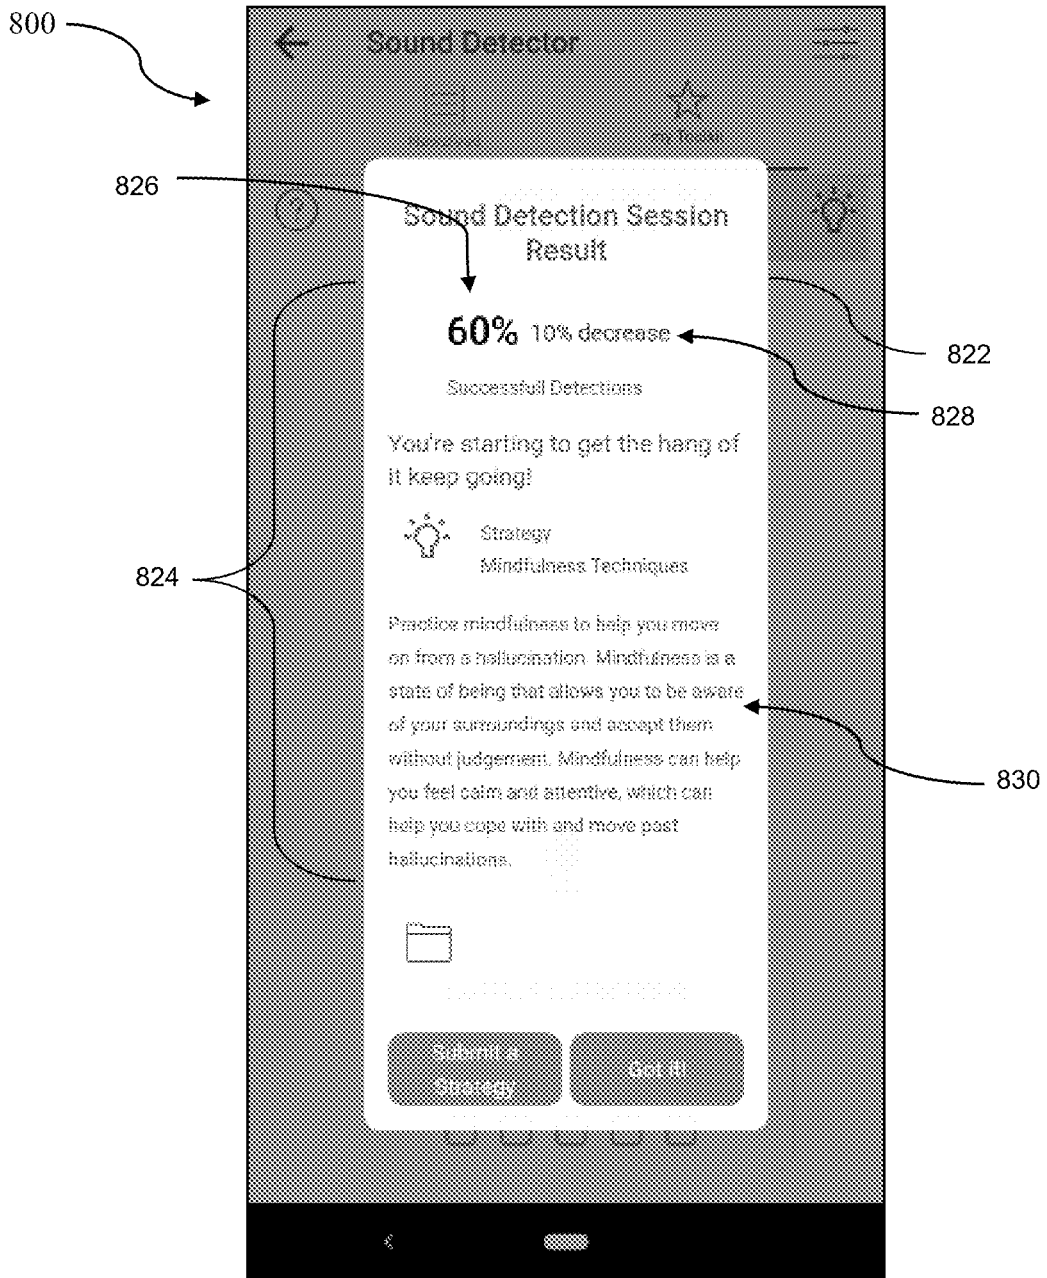 800
Sound Detector
826
Sound Detection Session
Result
60% 10% decrease
822
828
Successfull Detections
You're starting to get the hang of
it keep going!
Strategy
Mindfulness Techniques
824
Practice mindfulness to help you move
on from a hallucination. Mindfulness is a
state of being that allows you to be aware
of your surroundings and accept them
without judgement. Mindfulness can help
you feel calm and attentive, which can
help you cope with and move past
hallucinations.
830
Submit a
Strategy
Got it!